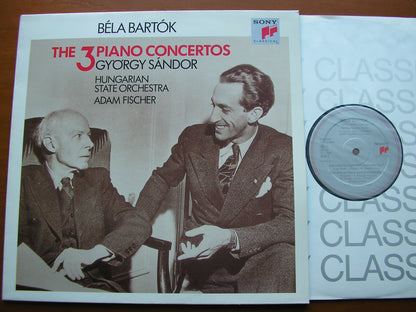 BÉLA BARTÓK
SONY
CLASSICAL
THE 3 PIANO CONCERTOS
GYÖRGY SÁNDOR
HUNGARIAN
STATE ORCHESTRA
ADAM FISCHER
CLASS
CLASS
CLASS
CLASS
CLASS
CLASS
CLASS